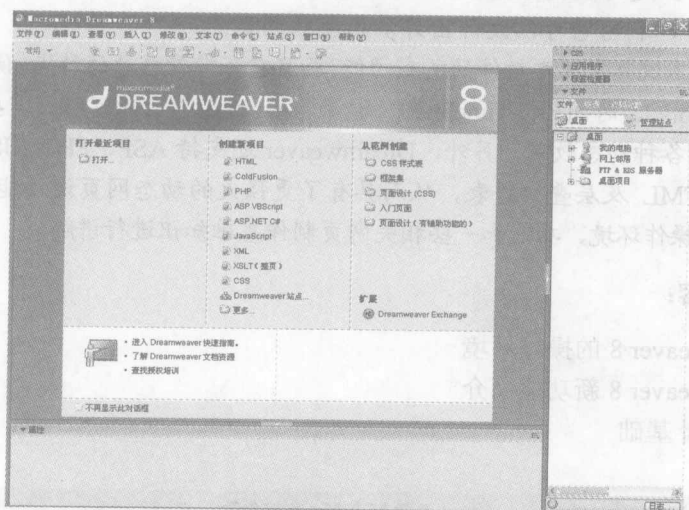 Macromedia Dreamweaver 8
文件(F) 编辑(E) 查看(V) 插入(I) 修改(M) 文本(T) 命令(C) 站点(S) 窗口(W) 帮助(H)
常用
CSS
应用程序
标签检查器
文件
文件
桌面 管理站点
桌面
我的电脑
网上邻居
FTP & RDS 服务器
桌面项目
macromedia
DREAMWEAVER 8
打开最近项目
打开...
创建新项目
HTML
ColdFusion
PHP
ASP VBScript
ASP.NET C#
JavaScript
XML
XSLT(整页)
CSS
Dreamweaver 站点...
更多...
从范例创建
CSS 样式表
框架集
页面设计 (CSS)
入门页面
页面设计(有辅助功能的)
扩展
Dreamweaver Exchange
• 进入 Dreamweaver 快速指南。
• 了解 Dreamweaver 文档资源
• 查找授权培训
不再显示此对话框
属性
日志...